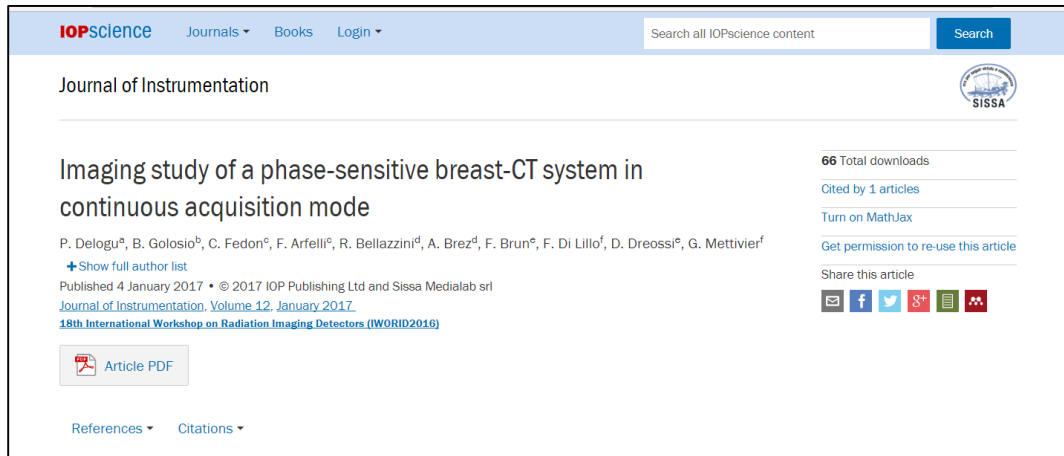 IOPscience Journals Books Login Search all IOPscience content Search
Journal of Instrumentation
SISSA
Imaging study of a phase-sensitive breast-CT system in
continuous acquisition mode
P. Delogua, B. Golosiob, C. Fedonc, F. Arfellic, R. Bellazzinid, A. Brezd, F. Brune, F. Di Lillof, D. Dreossie, G. Mettivierf
+Show full author list
Published 4 January 2017 • © 2017 IOP Publishing Ltd and Sissa Medialab srl
Journal of Instrumentation, Volume 12, January 2017
18th International Workshop on Radiation Imaging Detectors (IWORID2016)
PDF Article PDF
References Citations
66 Total downloads
Cited by 1 articles
Turn on MathJax
Get permission to re-use this article
Share this article
f g+